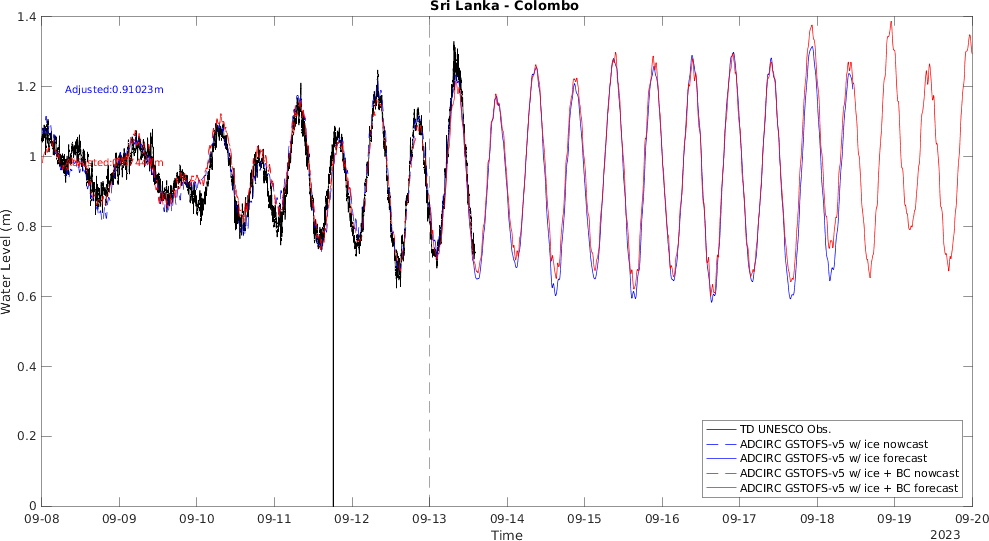 Sri Lanka - Colombo
Water Level (m)
1.4
1.2
1
0.8
0.6
0.4
0.2
0
Adjusted:0.91023m
TD UNESCO Obs.
ADCIRC GSTOFS-v5 w/ ice nowcast
ADCIRC GSTOFS-v5 w/ ice forecast
ADCIRC GSTOFS-v5 w/ ice + BC nowcast
ADCIRC GSTOFS-v5 w/ ice + BC forecast
09-08 09-09 09-10 09-11 09-12 09-13 09-14 09-15 09-16 09-17 09-18 09-19 09-20
Time
2023